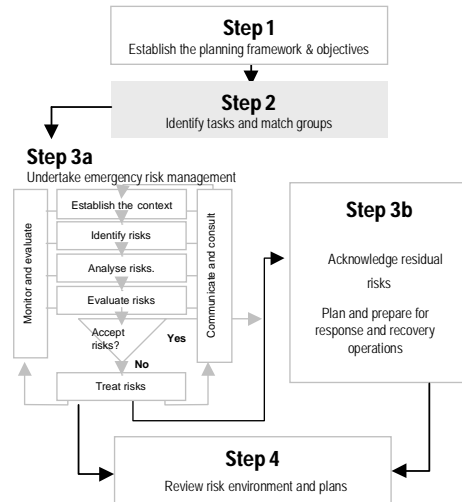 Step 1
Establish the planning framework & objectives
Step 2
Identify tasks and match groups
Step 3a
Undertake emergency risk management
Monitor and evaluate
Establish the context
Identify risks
Analyse risks.
Evaluate risks
Accept
risks?
Yes
No
Treat risks
Communicate and consult
Step 3b
Acknowledge residual
risks
Plan and prepare for
response and recovery
operations
Step 4
Review risk environment and plans